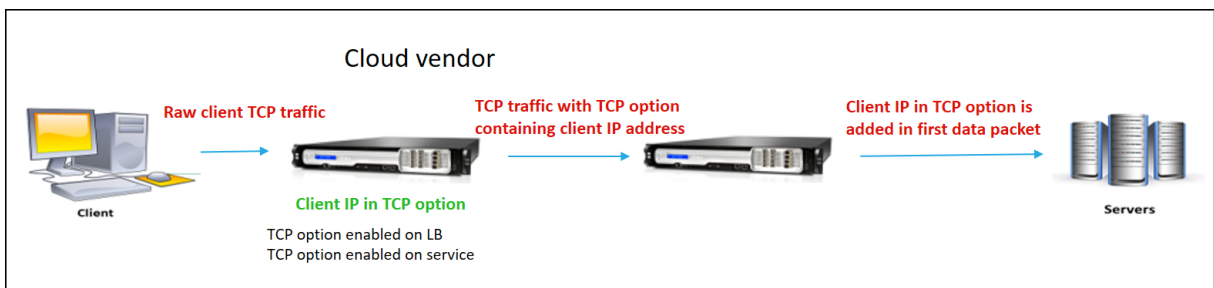 Cloud vendor
Raw client TCP traffic
TCP traffic with TCP option
containing client IP address
Client IP in TCP option is
added in first data packet
Client
Client IP in TCP option
TCP option enabled on LB
TCP option enabled on service
Servers